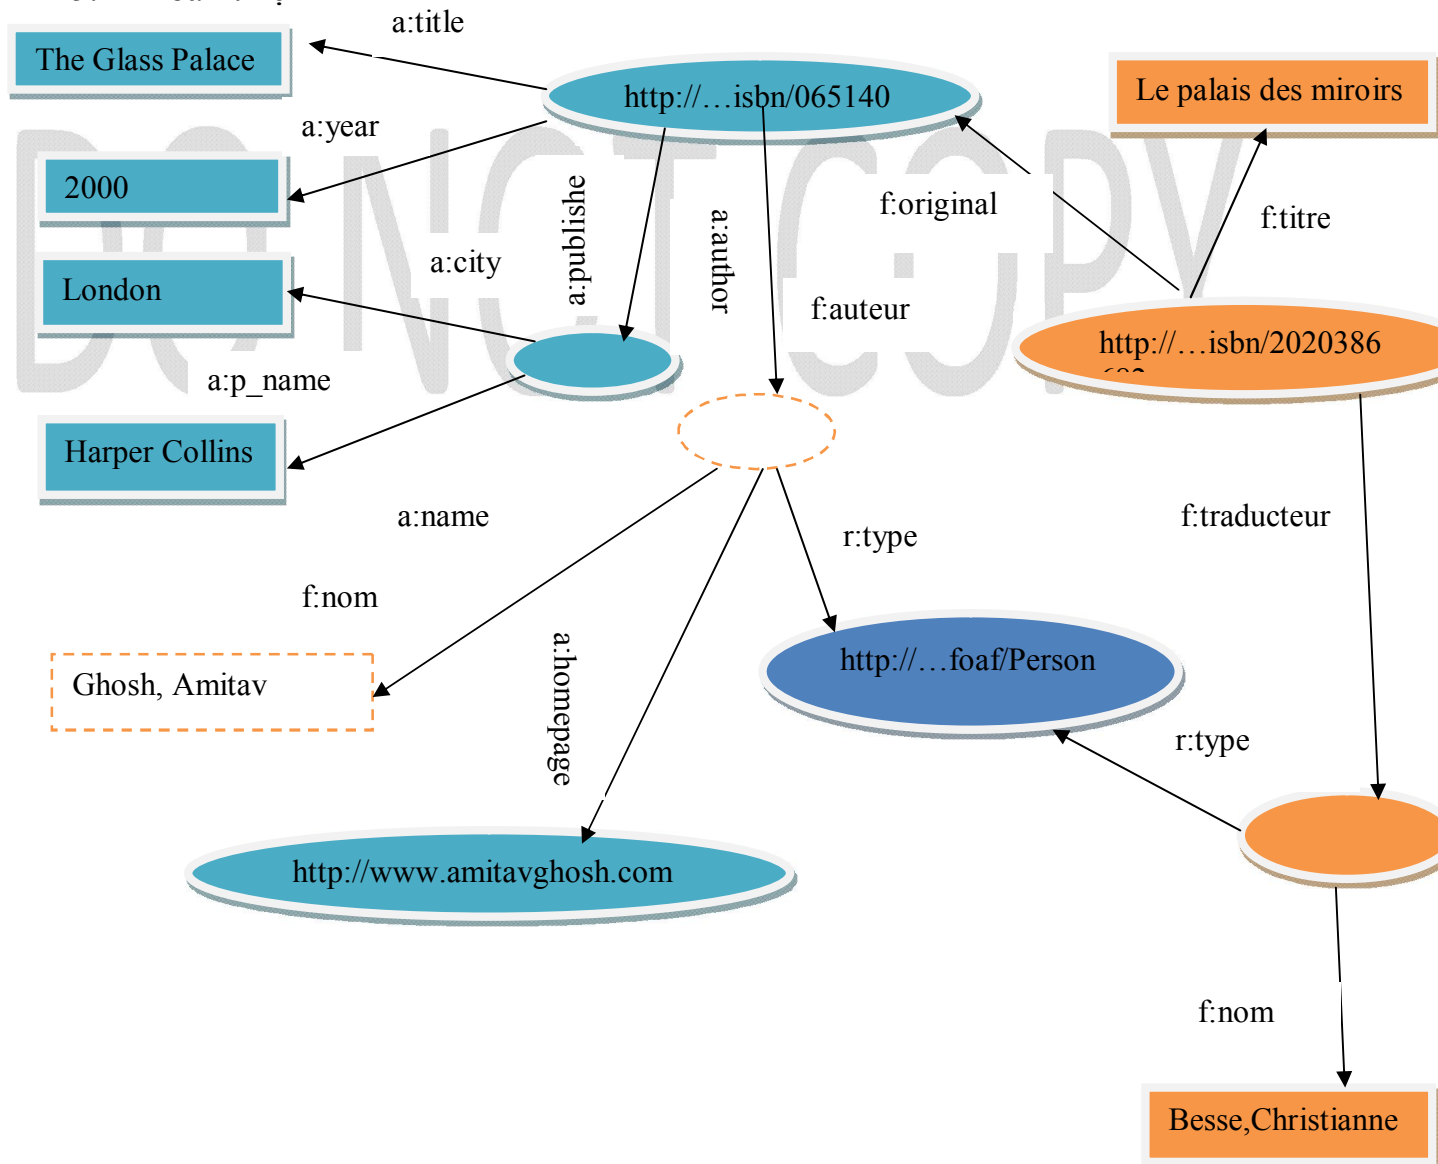 a:title
The Glass Palace
http://…isbn/065140
Le palais des miroirs
a:year
DO NOT COPY
2000
a:publishe
a:author
f:original
f:titre
a:city
London
f:auteur
http://…isbn/2020386
a:p_name
Harper Collins
a:name
f:traducteur
r:type
f:nom
Ghosh, Amitav
a:homepage
http://…foaf/Person
r:type
http://www.amitavghosh.com
f:nom
Besse,Christianne